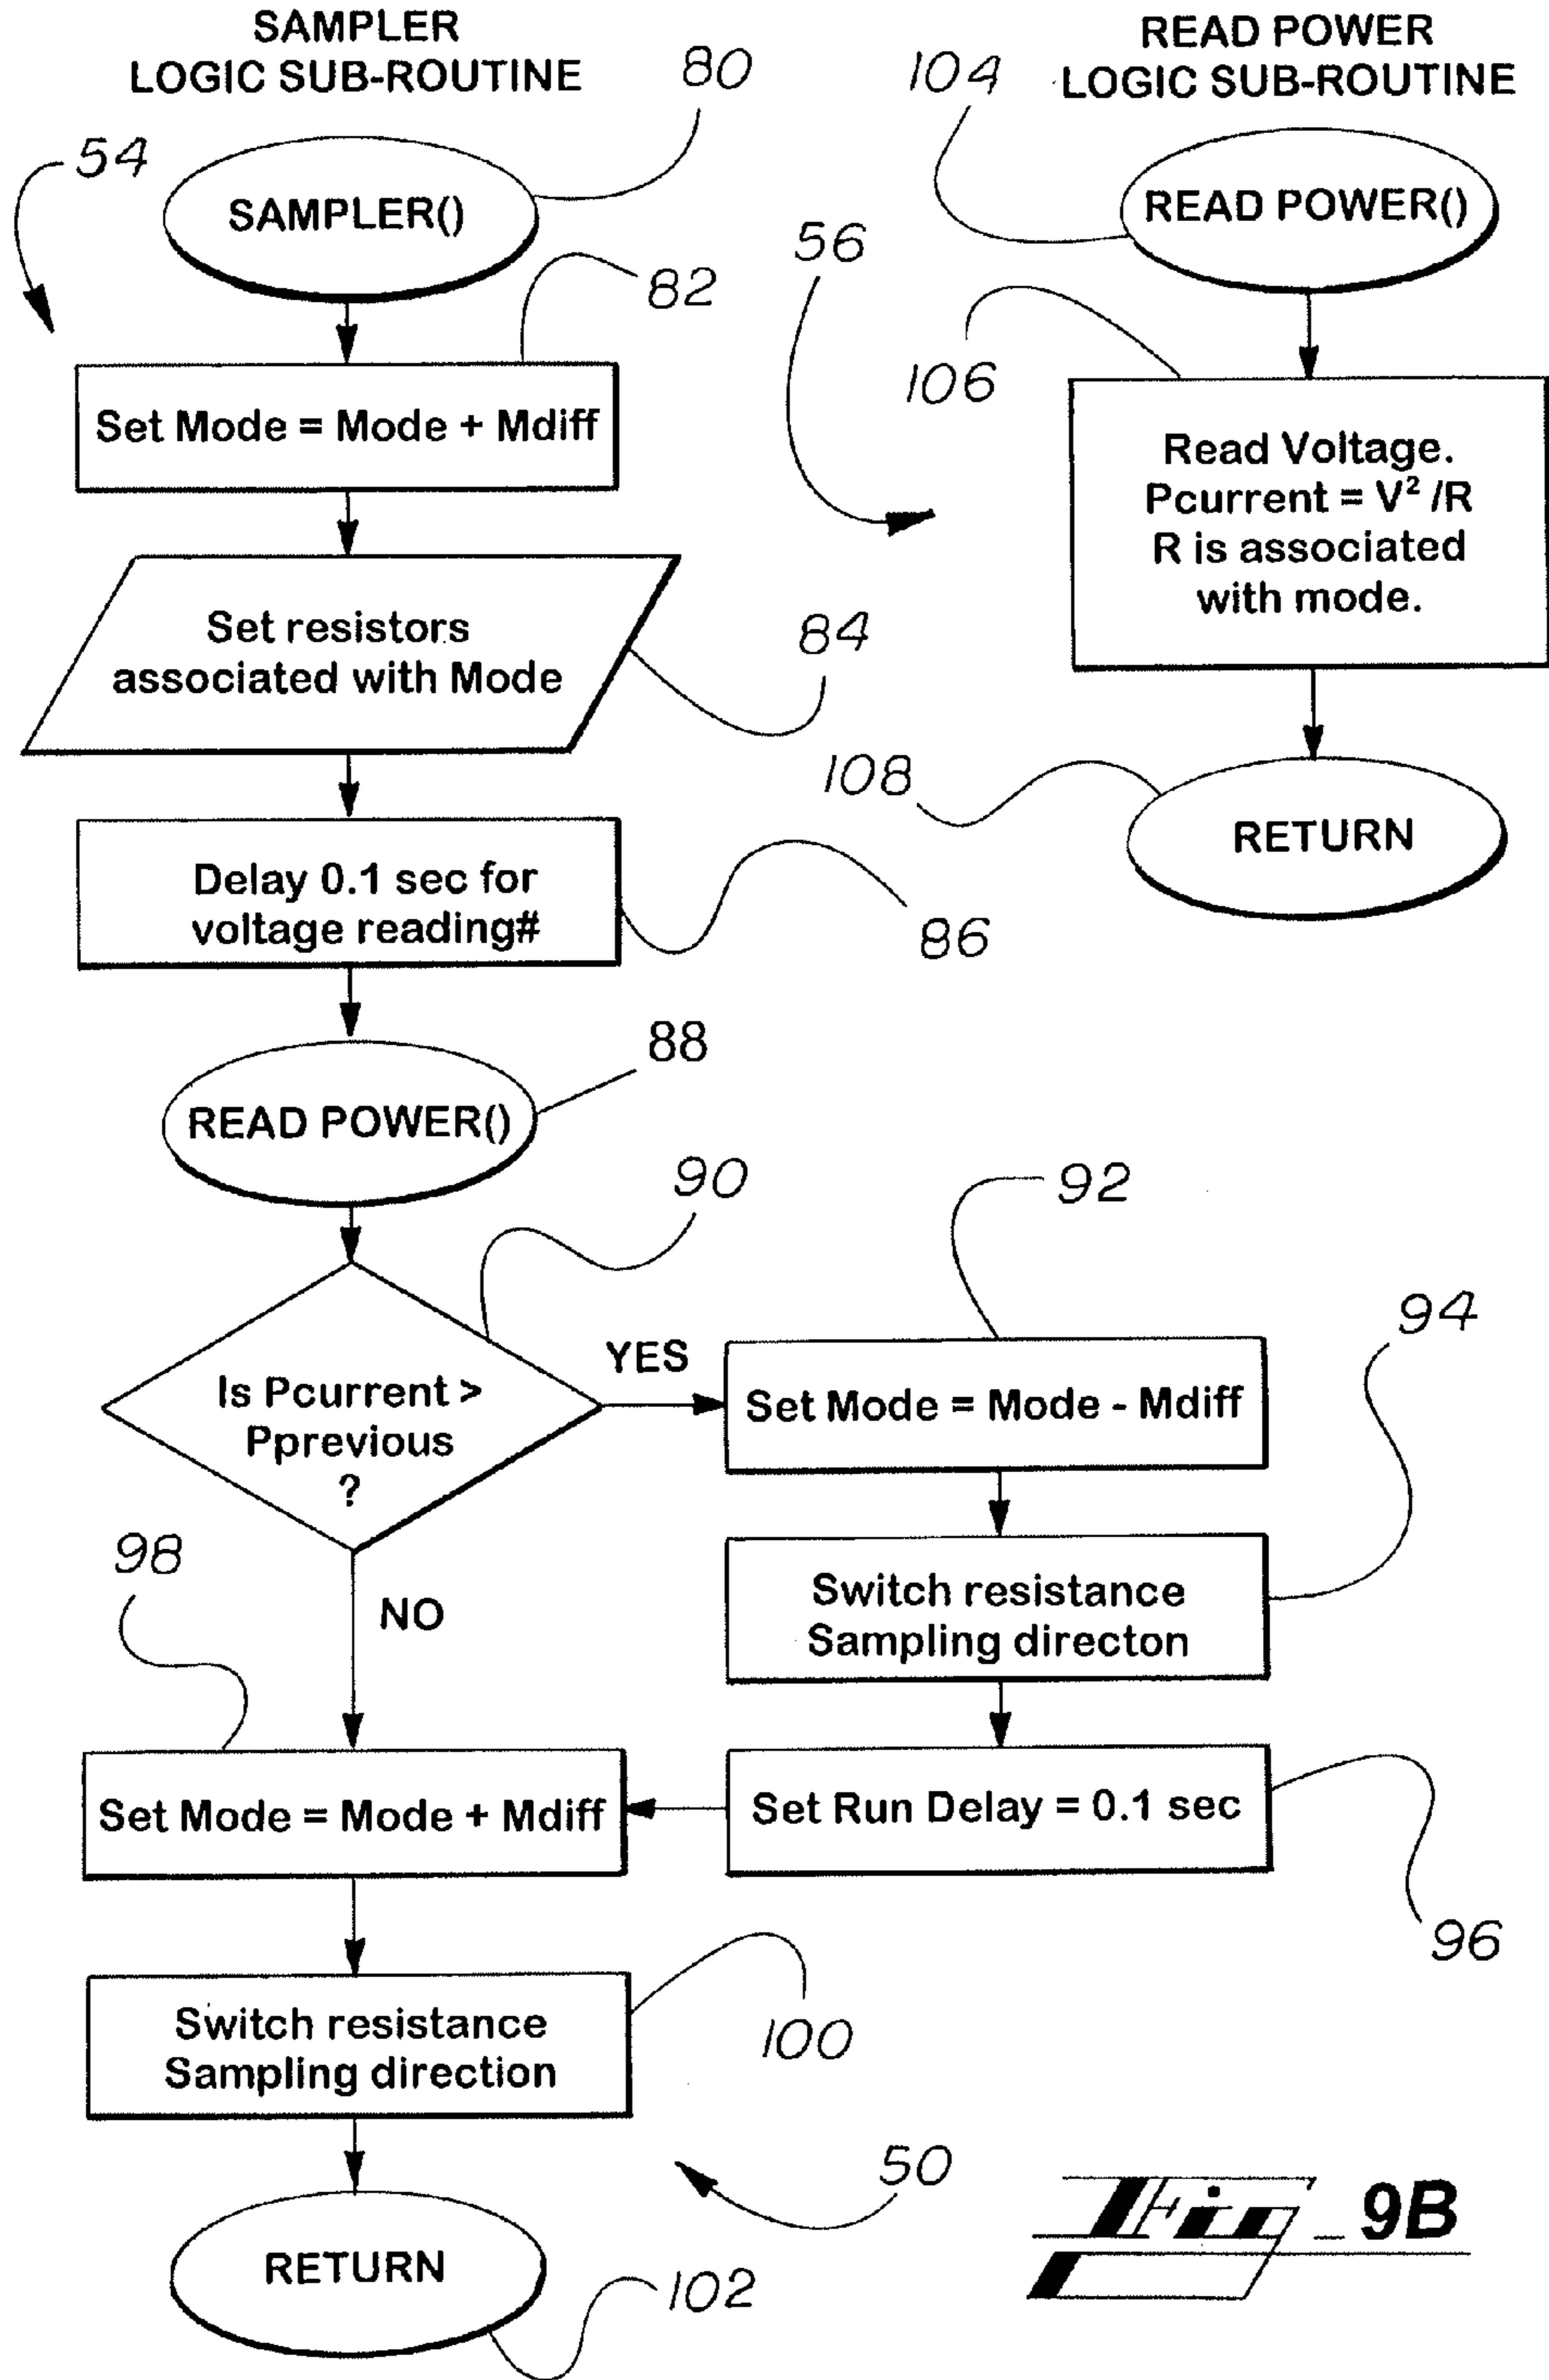 SAMPLER
LOGIC SUB-ROUTINE
80
54
SAMPLER()
82
Set Mode = Mode + Mdiff
Set resistors
associated with Mode
84
Delay 0.1 sec for
voltage reading#
86
READ POWER()
88
90
Is Pcurrent >
Pprevious
?
YES
92
Set Mode = Mode - Mdiff
94
Switch resistance
Sampling directon
Set Run Delay = 0.1 sec
96
NO
98
Set Mode = Mode + Mdiff
Switch resistance
Sampling direction
100
RETURN
102
50
READ POWER
LOGIC SUB-ROUTINE
104
READ POWER()
56
106
Read Voltage.
Pcurrent = V² /R
R is associated
with mode.
108
RETURN
Fig_9B